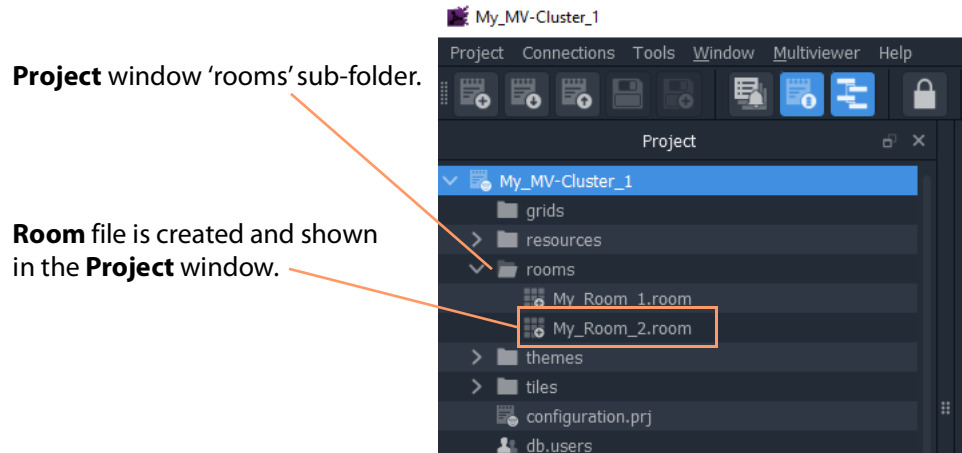 My_MV-Cluster_1
Project Connections Tools Window Multiviewer Help
Project window ‘rooms’ sub-folder.
Project
My_MV-Cluster_1
grids
Room file is created and shown
in the Project window.
resources
rooms
My_Room_1.room
My_Room_2.room
themes
tiles
configuration.prj
db.users